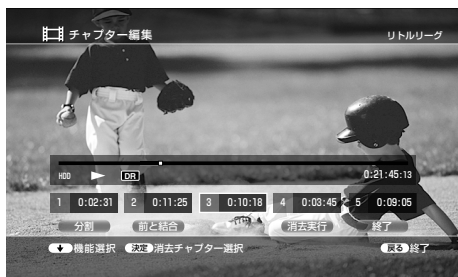 チャプター編集 リトルリーグ
HDD DR 0:21:45:13
1 0:02:31 2 0:11:25 3 0:10:18 4 0:03:45 5 0:09:05
分割 前と結合 消去実行 終了
機能選択 決定 消去チャプター選択 戻る 終了